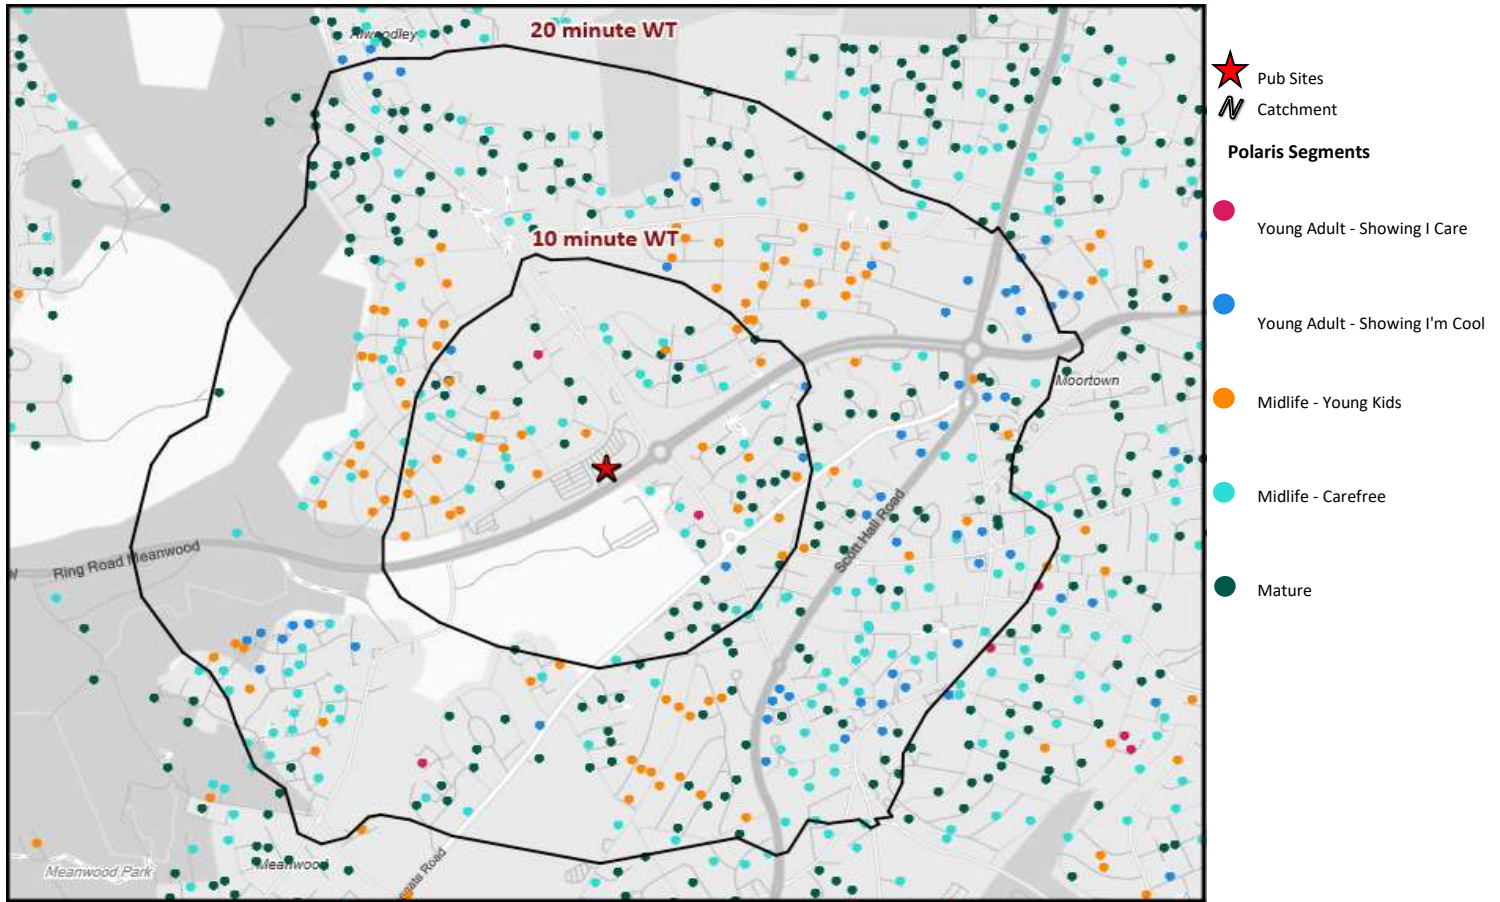 20 minute WT
Alwoodley
10 minute WT
Moortown
Scott Hall Road
Ring Road Meanwood
Meanwood
Meanwood Park
Road
Pub Sites
Catchment
Polaris Segments
Young Adult - Showing I Care
Young Adult - Showing I'm Cool
Midlife - Young Kids
Midlife - Carefree
Mature